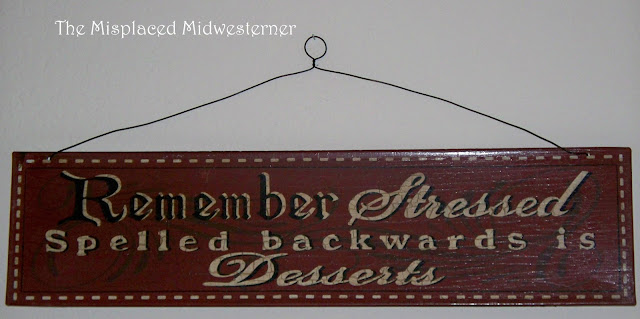 The Misplaced Midwesterner
Remember Stressed
Spelled backwards is
Desserts